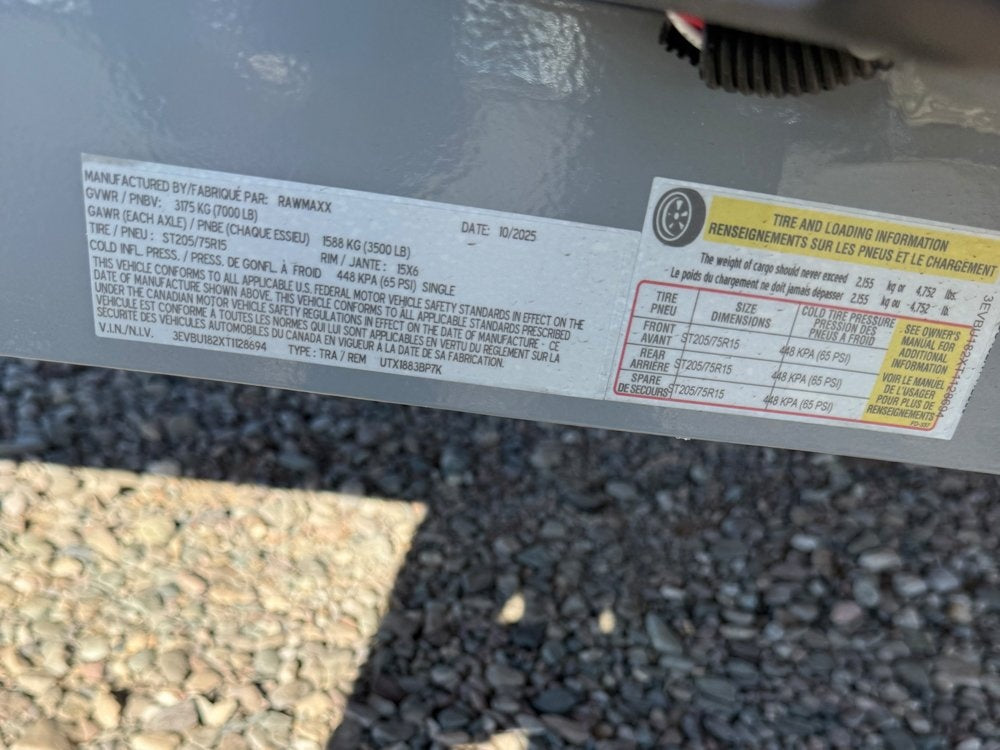 MANUFACTURED BY/FABRIQUÉ PAR: RAWMAXX
GVWR / PNBV: 3175 KG (7000 LB) DATE: 10/2025
GAWR (EACH AXLE) / PNBE (CHAQUE ESSIEU) 1588 KG (3500 LB)
TIRE / PNEU : ST205/75R15 RIM / JANTE : 15X6
COLD INFL. PRESS. / PRESS. DE GONFL. À FROID 448 KPA (65 PSI) SINGLE
THIS VEHICLE CONFORMS TO ALL APPLICABLE U.S. FEDERAL MOTOR VEHICLE SAFETY STANDARDS IN EFFECT ON THE
DATE OF MANUFACTURE SHOWN ABOVE. THIS VEHICLE CONFORMS TO ALL APPLICABLE STANDARDS PRESCRIBED
UNDER THE CANADIAN MOTOR VEHICLE SAFETY REGULATIONS IN EFFECT ON THE DATE OF MANUFACTURE - CE
VÉHICULE EST CONFORME À TOUTES LES NORMES QUI LUI SONT APPLICABLES EN VERTU DU RÉGLEMENT SUR LA
SÉCURITÉ DES VÉHICULES AUTOMOBILES DU CANADA EN VIGUEUR A LA DATE DE SA FABRICATION.
V.I.N./N.I.V. 3EVBU182XT1128694 TYPE : TRA / REM UTX1883BP7K
TIRE AND LOADING INFORMATION
RENSEIGNEMENTS SUR LES PNEUS ET LE CHARGEMENT
The weight of cargo should never exceed 2,155 kg or 4,752 lbs.
Le poids du chargement ne doit jamais dépasser 2,155 kg ou 4,752 lb.
TIRE SIZE COLD TIRE PRESSURE
PNEU DIMENSIONS PRESSION DES
PNEUS À FROID
FRONT
AVANT ST205/75R15 448 KPA (65 PSI)
REAR
ARRIÈRE ST205/75R15 448 KPA (65 PSI)
SPARE
DE SECOURS ST205/75R15 448 KPA (65 PSI)
SEE OWNER'S
MANUAL FOR
ADDITIONAL
INFORMATION
VOIR LE MANUEL
DE L'USAGER
POUR PLUS DE
RENSEIGNEMENTS
PD-337
3EVBU182XT1128694